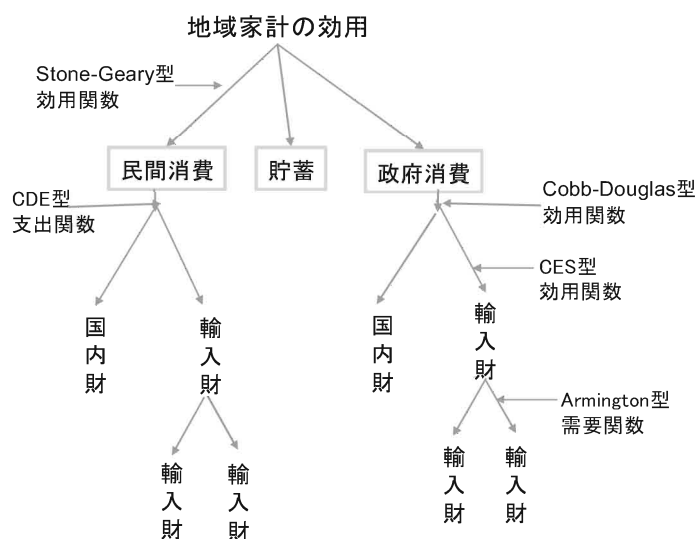 地域家計の効用
Stone-Geary型
効用関数
民間消費
貯蓄
政府消費
CDE型
支出関数
Cobb-Douglas型
効用関数
CES型
効用関数
国内財
輸入財
国内財
輸入財
Armington型
需要関数
輸入財
輸入財
輸入財
輸入財